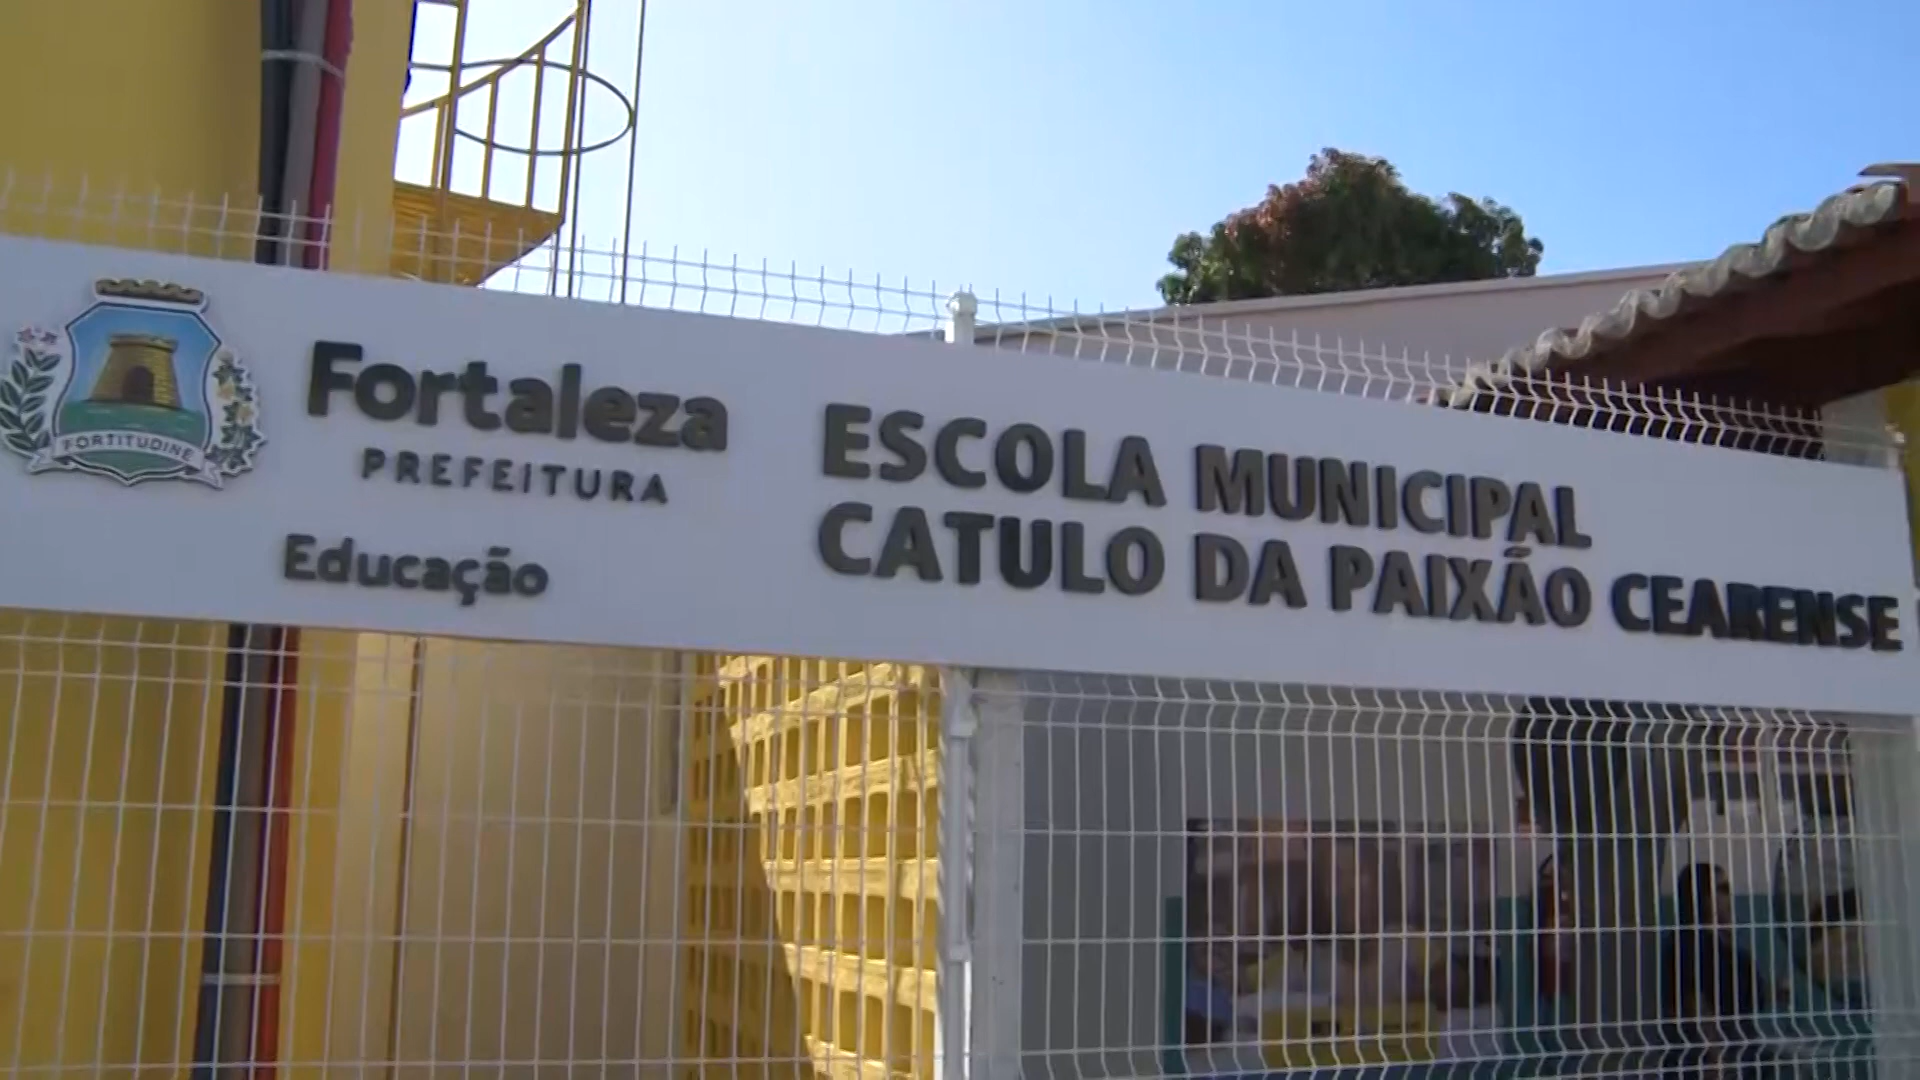 FORTITUDINE
Fortaleza
PREFEITURA
Educação
ESCOLA MUNICIPAL
CATULO DA PAIXÃO CEARENSE